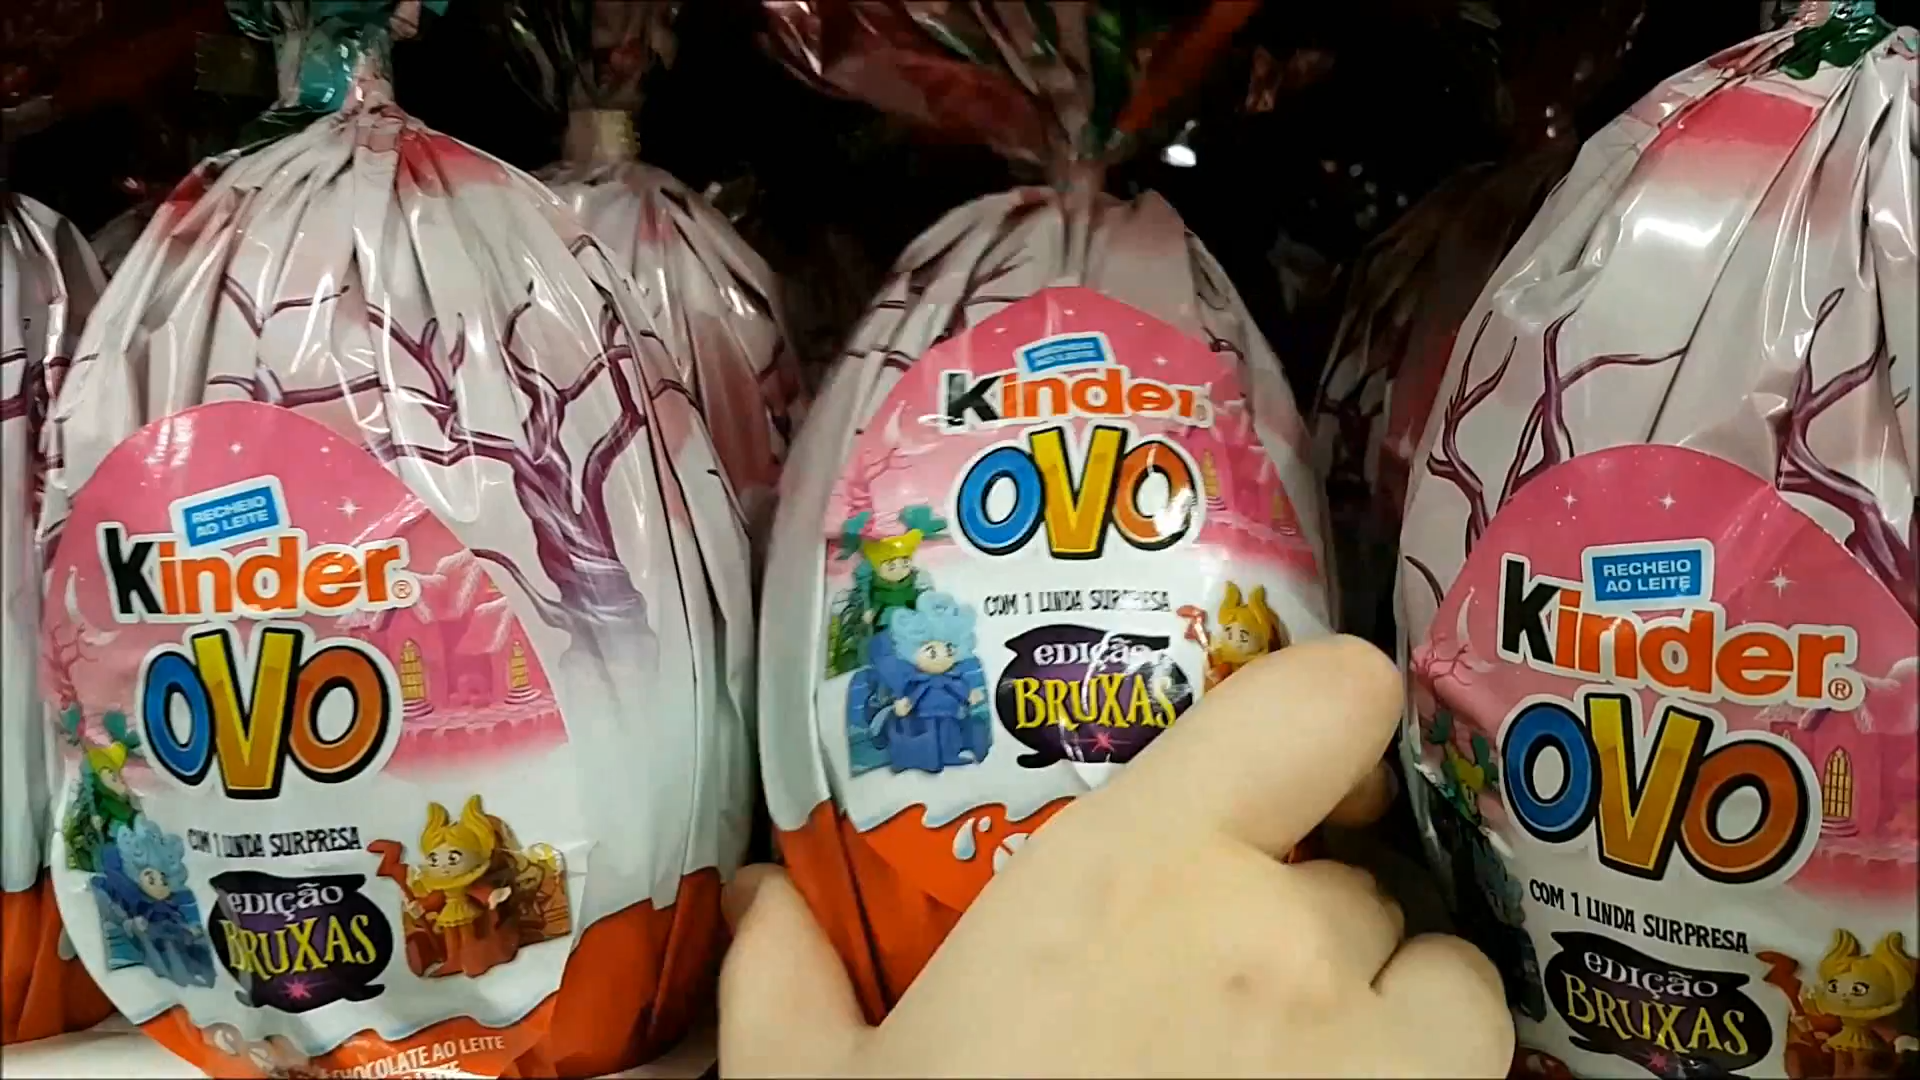 RECHEIO
AO LEITE
Kinder®
OVO
COM 1 LINDA SURPRESA
EDIÇÃO
BRUXAS
CHOCOLATE AO LEITE
AO LEITE
Kinder®
OVO
COM 1 LINDA SURPRESA
EDIÇÃO
BRUXAS
RECHEIO
AO LEITE
Kinder®
OVO
COM 1 LINDA SURPRESA
EDIÇÃO
BRUXAS